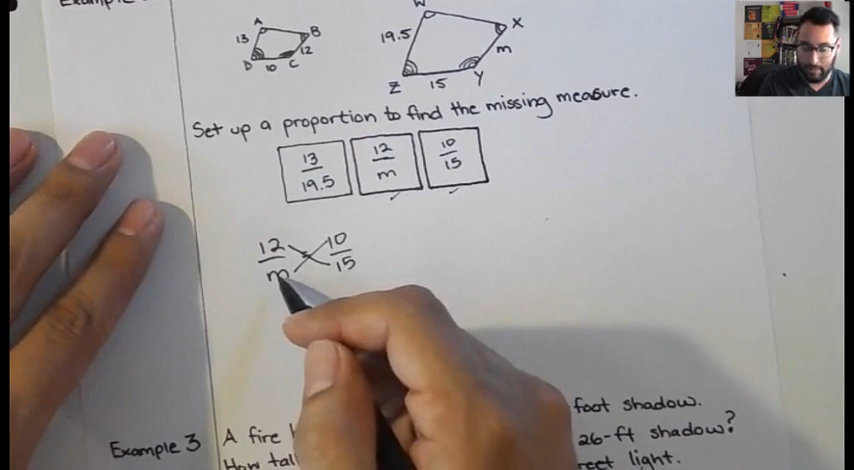 Example
A
13
B
12
D
10
C
W
19.5
X
m
Z
15
Y
Set up a proportion to find the missing measure.
13/19.5 12/m 10/15
12/m 10/15
foot shadow.
Example 3 A fire
26-ft shadow?
How tal
rect light.